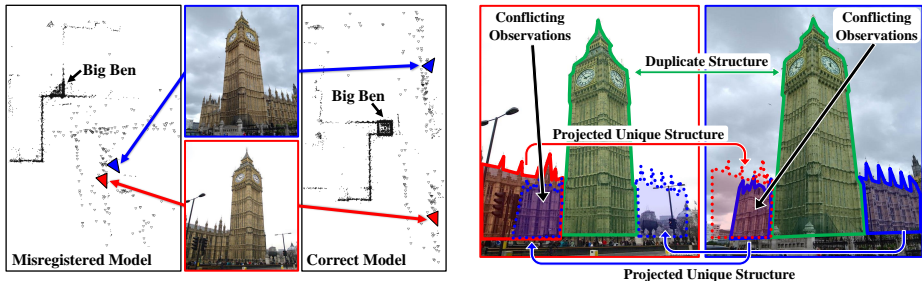 Big Ben
Misregistered Model
Big Ben
Correct Model
Conflicting
Observations
Conflicting
Observations
Duplicate Structure
Projected Unique Structure
Projected Unique Structure